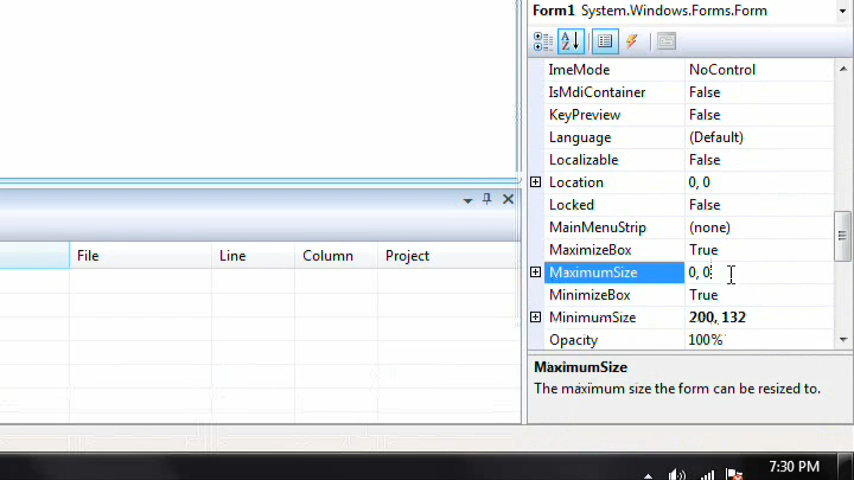 Form1 System.Windows.Forms.Form
ImeMode NoControl
IsMdiContainer False
KeyPreview False
Language (Default)
Localizable False
Location 0, 0
Locked False
MainMenuStrip (none)
MaximizeBox True
MaximumSize 0, 0
MinimizeBox True
MinimumSize 200, 132
Opacity 100%
File Line Column Project
MaximumSize
The maximum size the form can be resized to.
7:30 PM